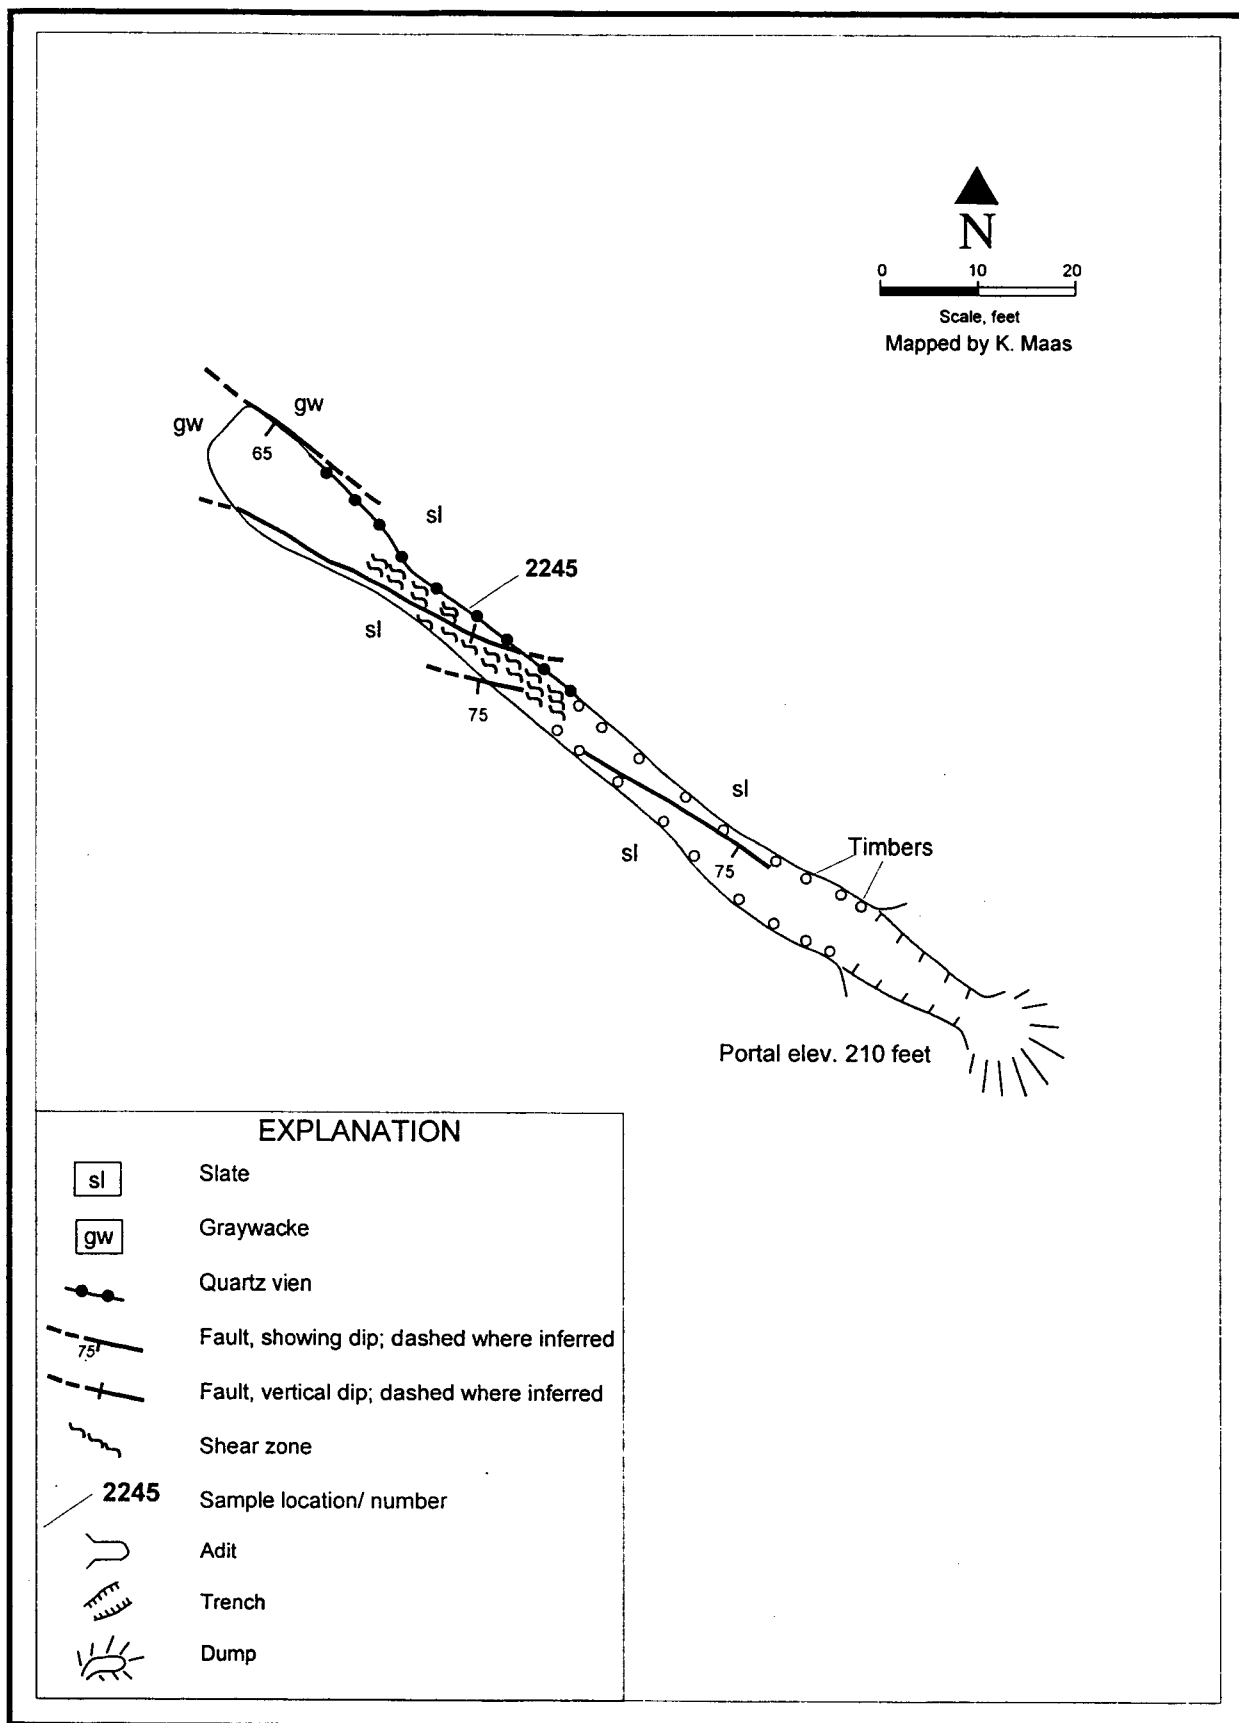 N
0 10 20
Scale, feet
Mapped by K. Maas
gw
gw
65
sl
2245
sl
75
sl
sl
Timbers
75
Portal elev. 210 feet
EXPLANATION
sl Slate
gw Graywacke
Quartz vien
75 Fault, showing dip; dashed where inferred
Fault, vertical dip; dashed where inferred
Shear zone
2245 Sample location/ number
Adit
Trench
Dump